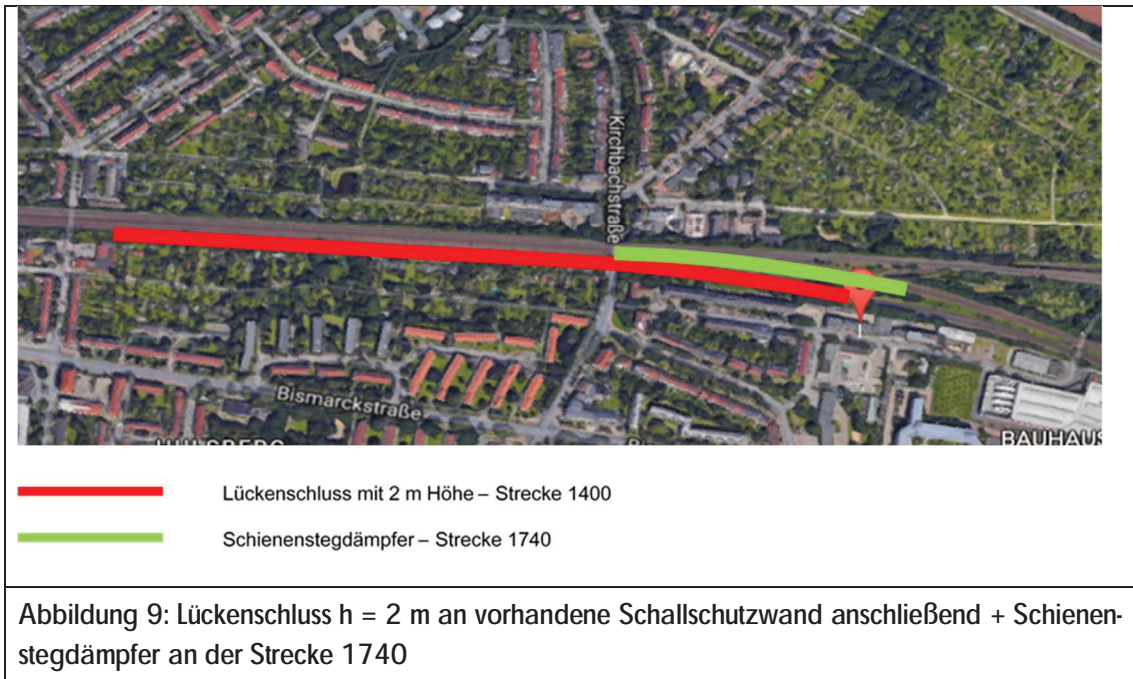 Kirchbachstraße
Bismarckstraße
BAUHAUS
Lückenschluss mit 2 m Höhe – Strecke 1400
Schienenstegdämpfer – Strecke 1740
Abbildung 9: Lückenschluss h = 2 m an vorhandene Schallschutzwand anschließend + Schienen-
stegdämpfer an der Strecke 1740